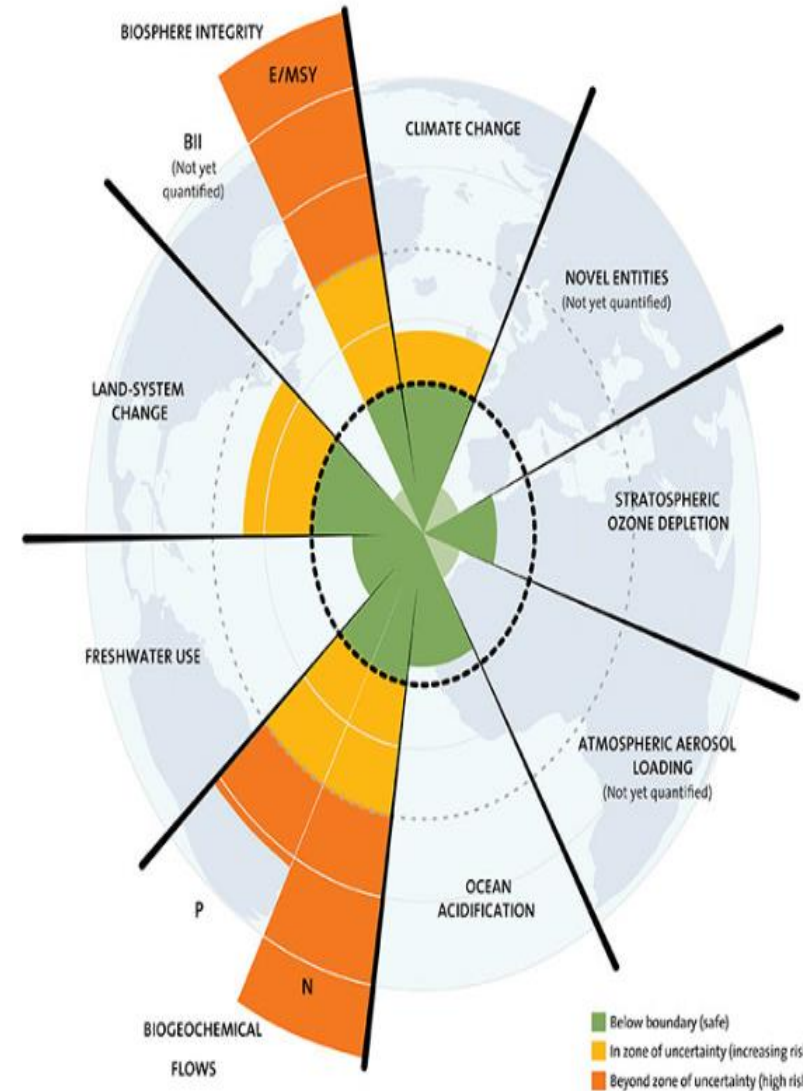 BIOSPHERE INTEGRITY
E/MSY
CLIMATE CHANGE
BII
(Not yet
quantified)
NOVEL ENTITIES
(Not yet quantified)
LAND-SYSTEM
CHANGE
STRATOSPHERIC
OZONE DEPLETION
FRESHWATER USE
ATMOSPHERIC AEROSOL
LOADING
(Not yet quantified)
OCEAN
ACIDIFICATION
P
N
BIOGEOCHEMICAL
FLOWS
Below boundary (safe)
In zone of uncertainty (increasing ris
Beyond zone of uncertainty (high ris